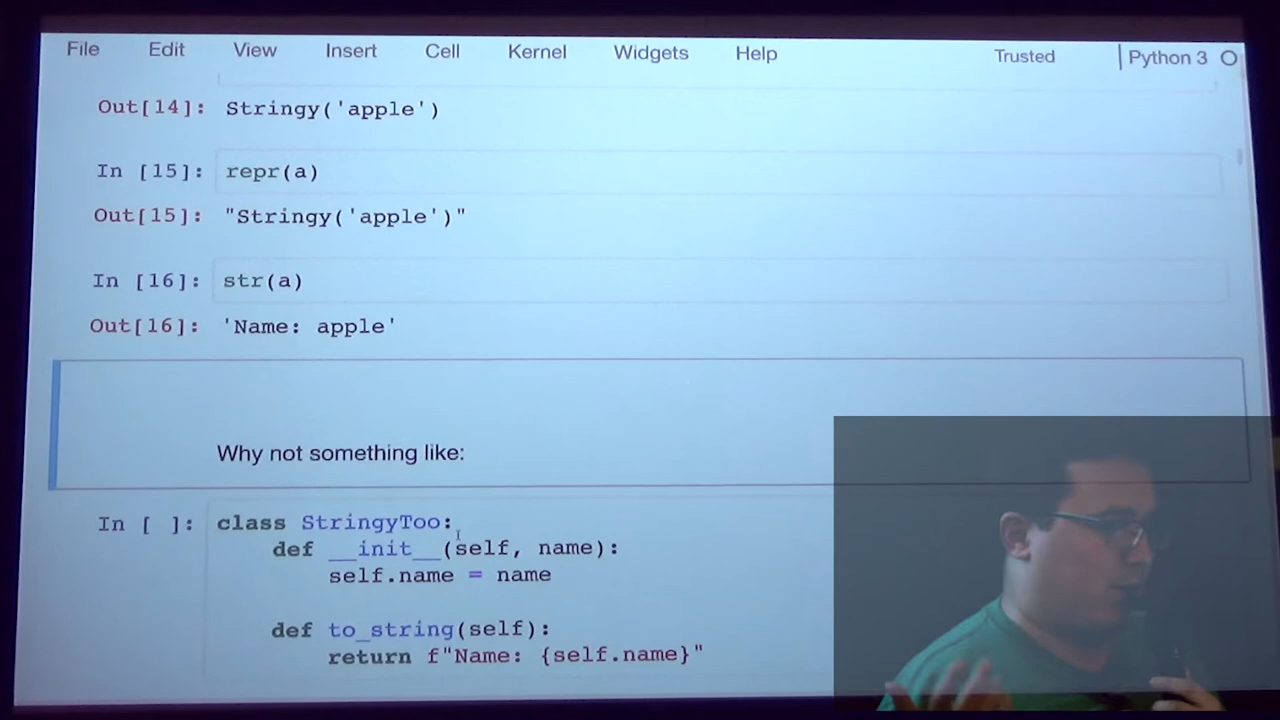 File Edit View Insert Cell Kernel Widgets Help Trusted Python 3
Out[14]: Stringy('apple')
In [15]: repr(a)
Out[15]: "Stringy('apple')"
In [16]: str(a)
Out[16]: 'Name: apple'
Why not something like:
In [ ]: class StringyToo:
def __init__(self, name):
self.name = name
def to_string(self):
return f"Name: {self.name}"